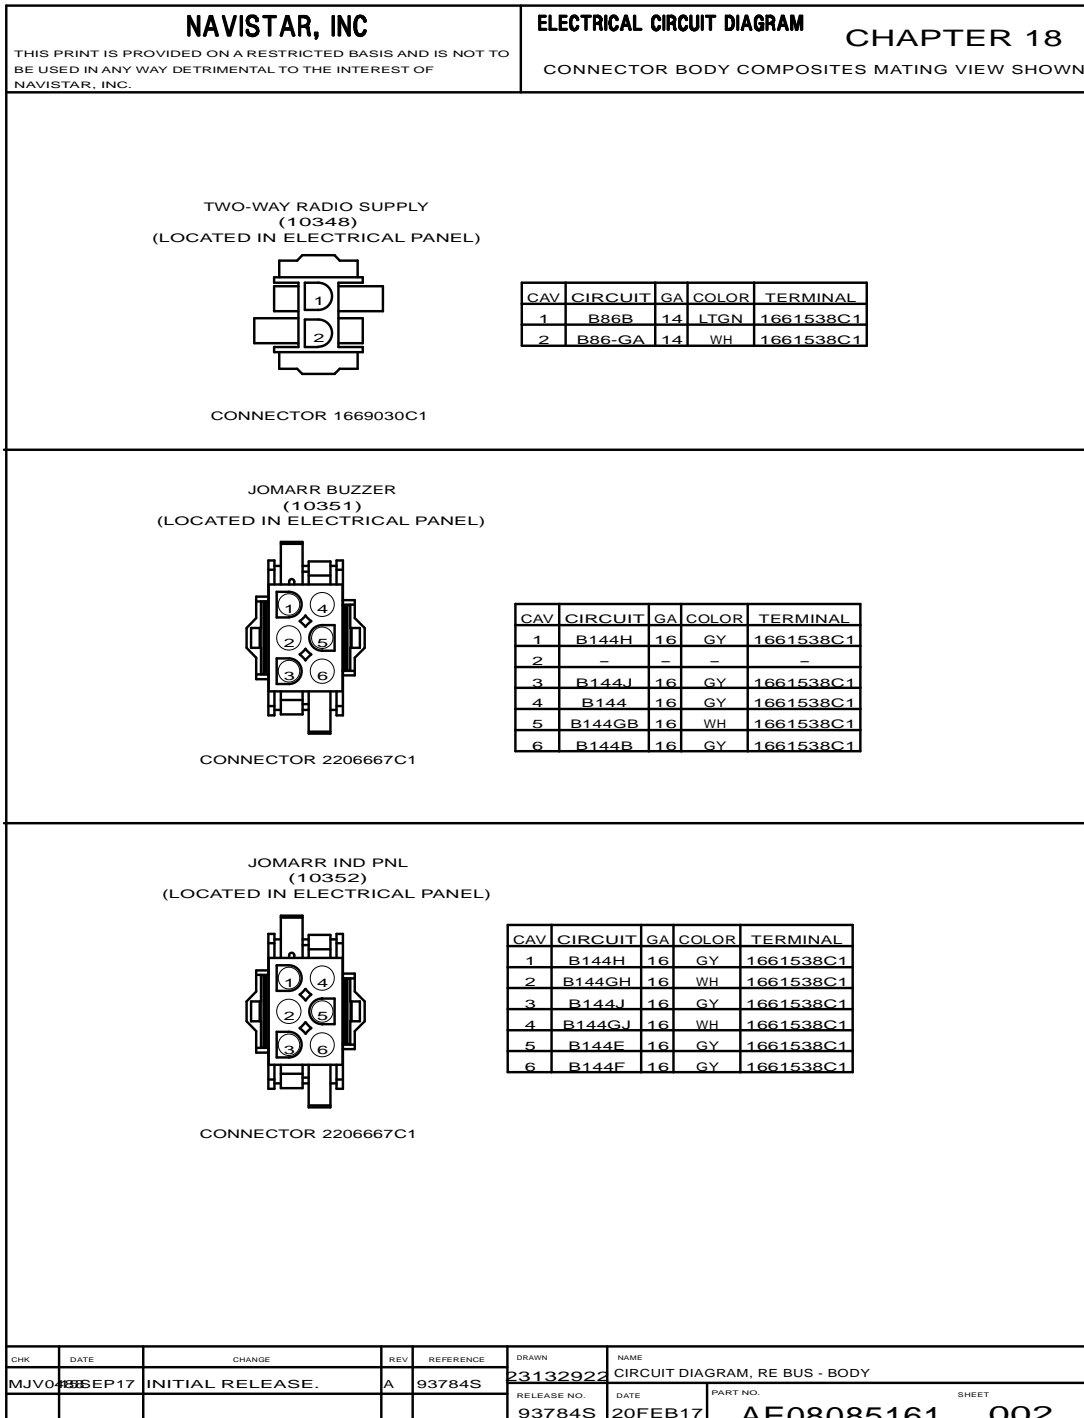 NAVISTAR, INC
THIS PRINT IS PROVIDED ON A RESTRICTED BASIS AND IS NOT TO
BE USED IN ANY WAY DETRIMENTAL TO THE INTEREST OF
NAVISTAR, INC.
ELECTRICAL CIRCUIT DIAGRAM
CHAPTER 18
CONNECTOR BODY COMPOSITES MATING VIEW SHOWN
TWO-WAY RADIO SUPPLY
(10348)
(LOCATED IN ELECTRICAL PANEL)
1
2
CONNECTOR 1669030C1
CAV CIRCUIT GA COLOR TERMINAL
1 B86B 14 LTGN 1661538C1
2 B86-GA 14 WH 1661538C1
JOMARR BUZZER
(10351)
(LOCATED IN ELECTRICAL PANEL)
1 4
2 5
3 6
CONNECTOR 2206667C1
CAV CIRCUIT GA COLOR TERMINAL
1 B144H 16 GY 1661538C1
2 – – – –
3 B144J 16 GY 1661538C1
4 B144 16 GY 1661538C1
5 B144GB 16 WH 1661538C1
6 B144B 16 GY 1661538C1
JOMARR IND PNL
(10352)
(LOCATED IN ELECTRICAL PANEL)
1 4
2 5
3 6
CONNECTOR 2206667C1
CAV CIRCUIT GA COLOR TERMINAL
1 B144H 16 GY 1661538C1
2 B144GH 16 WH 1661538C1
3 B144J 16 GY 1661538C1
4 B144GJ 16 WH 1661538C1
5 B144E 16 GY 1661538C1
6 B144F 16 GY 1661538C1
CHK DATE CHANGE REV REFERENCE
INITIAL RELEASE. A 93784S
DRAWN
23132922
NAME
CIRCUIT DIAGRAM, RE BUS - BODY
RELEASE NO.
93784S
DATE
20FEB17
PART NO.
AE08085161
SHEET
002